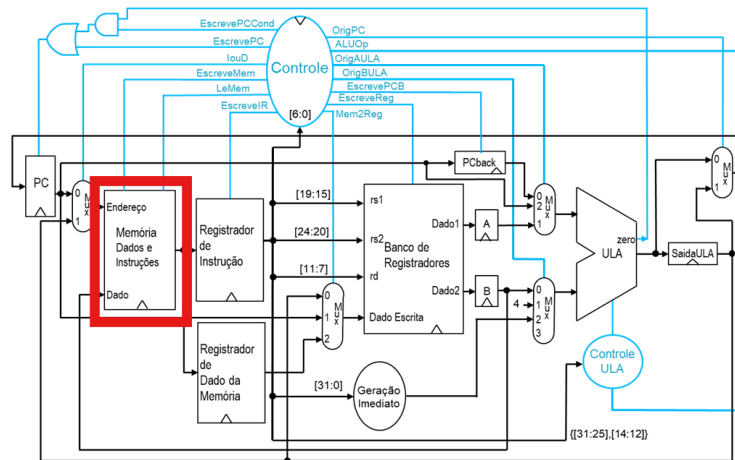 EscrevePCCond
EscrevePC
IouD
EscreveMem
LeMem
EscreveIR
Controle
[6:0]
OrigPC
ALUOp
OrigAULA
OrigBULA
EscrevePCB
EscreveReg
Mem2Reg
PC
0
Mux
1
Endereço
Memória
Dados e
Instruções
Dado
Registrador
de
Instrução
Registrador
de
Dado da
Memória
[19:15]
[24:20]
[11:7]
0
1
Mux
2
rs1
rs2
rd
Banco de
Registradores
Dado Escrita
Dado1
Dado2
[31:0]
Geração
Imediato
PCback
A
B
0
2
Mux
1
0
4
1
Mux
2
3
zero
ULA
SaídaULA
0
Mux
1
Controle
ULA
{[31:25],[14:12]}